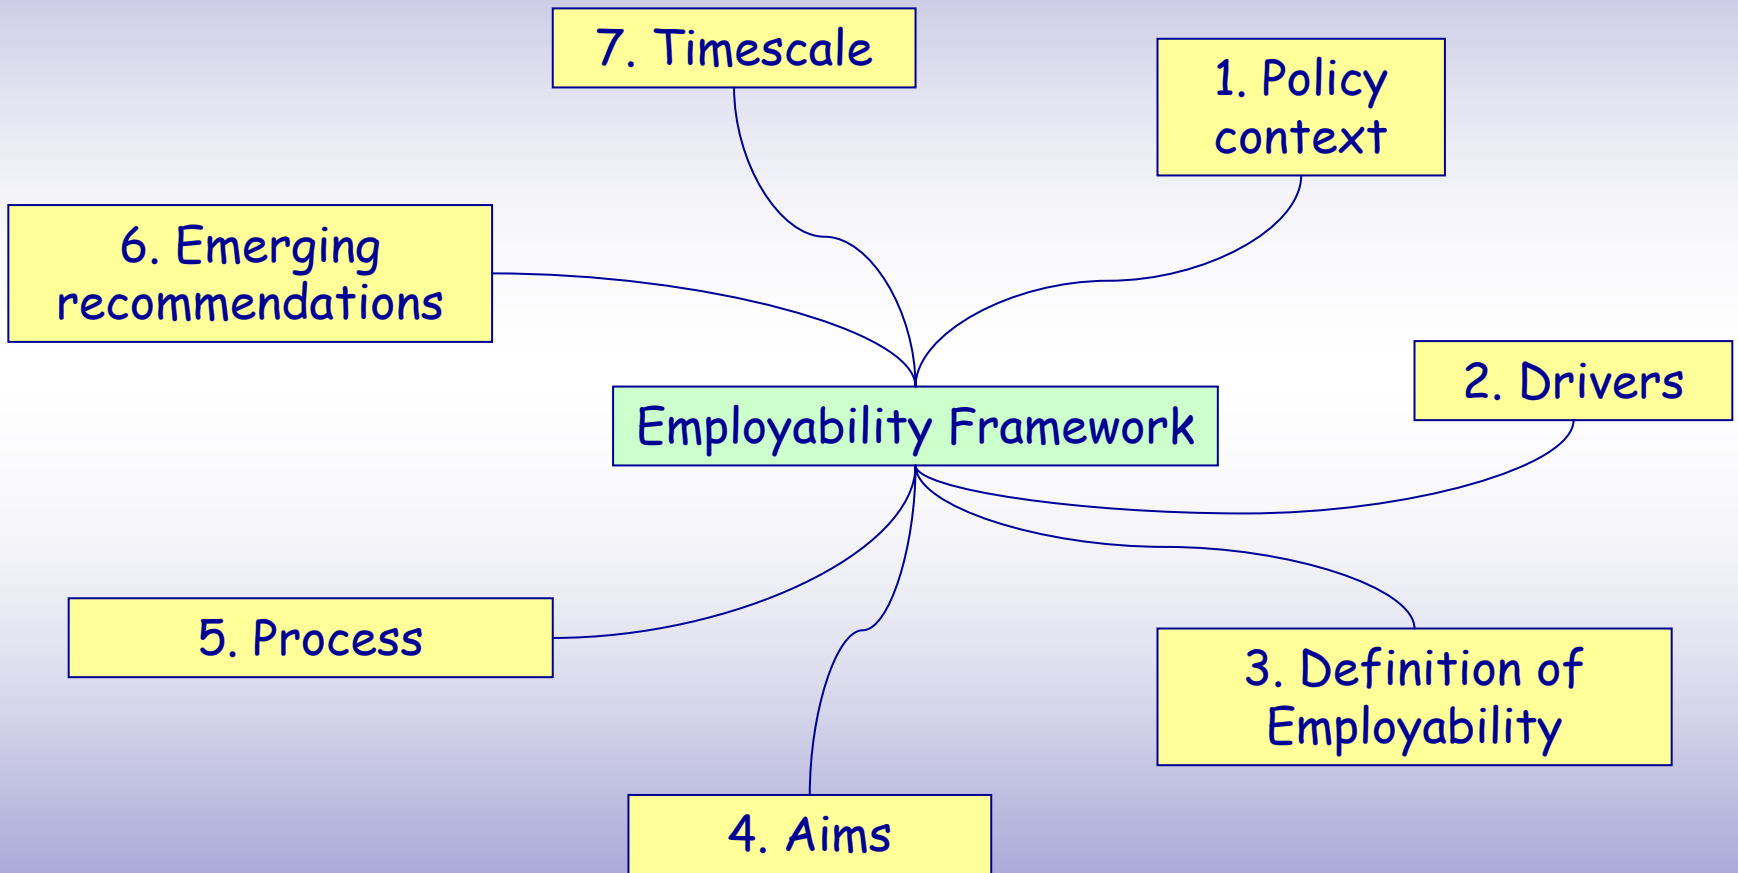 7. Timescale
1. Policy
context
6. Emerging
recommendations
2. Drivers
Employability Framework
5. Process
3. Definition of
Employability
4. Aims